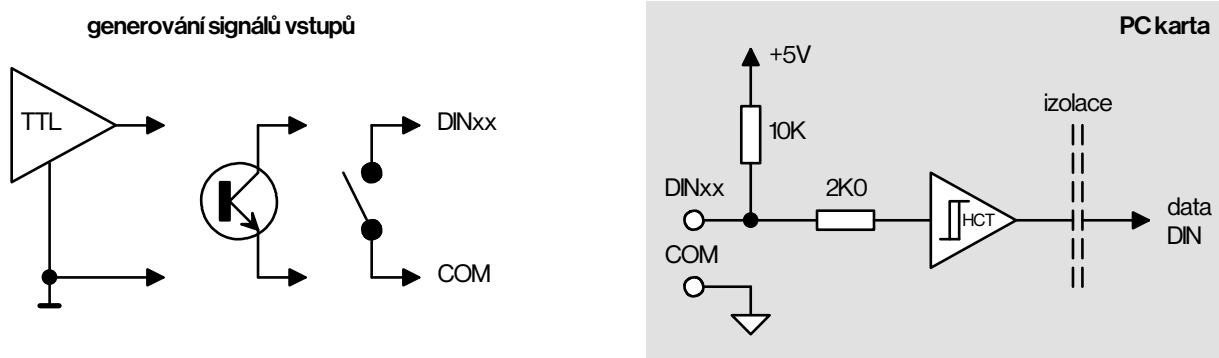 generování signálů vstupů
TTL
DINxx
COM
PC karta
+5V
10K
izolace
DINxx
2K0
HCT
data
DIN
COM